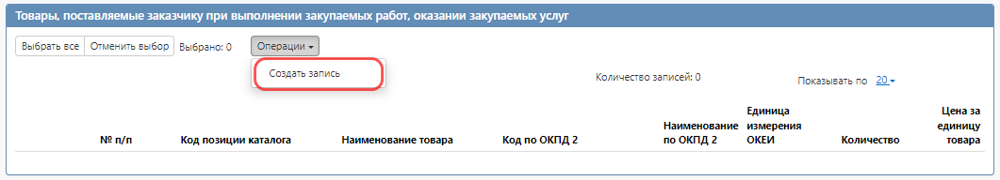 Товары, поставляемые заказчику при выполнении закупаемых работ, оказании закупаемых услуг
Выбрать все Отменить выбор Выбрано: 0 Операции
Создать запись
Количество записей: 0 Показывать по 20
№ п/п Код позиции каталога Наименование товара Код по ОКПД 2 Наименование по ОКПД 2 Единица измерения ОКЕИ Количество Цена за единицу товара